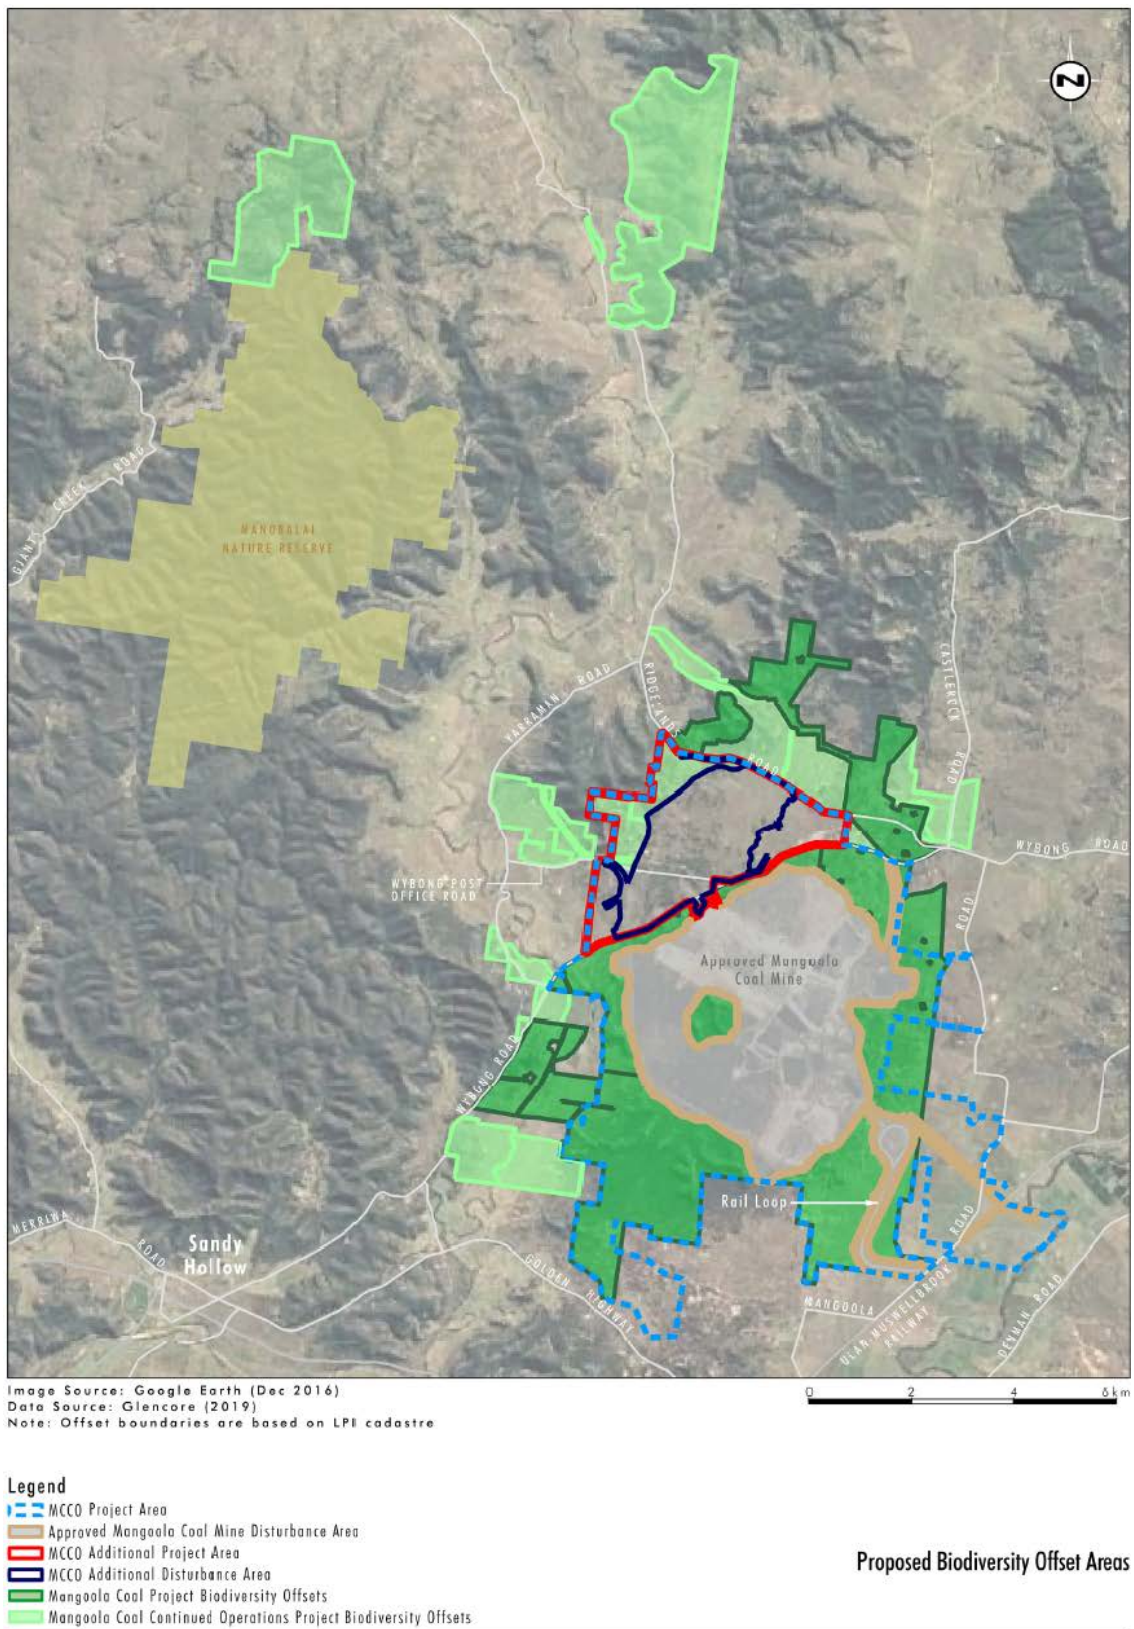 N
GIANTS CREEK ROAD
MANOBALAI
NATURE RESERVE
YARRAMAN ROAD
RIDGELANDS
ROAD
CASTLEROCK ROAD
WYBONG ROAD
WYBONG POST
OFFICE ROAD
ROAD
Approved Mangoola
Coal Mine
WYBONG ROAD
Rail Loop
ROAD
MERRIWA
ROAD
Sandy
Hollow
GOLDEN
HIGHWAY
MANGOOLA
ULAN-MUSWELLBROOK
RAILWAY
DENMAN ROAD
Image Source: Google Earth (Dec 2016)
Data Source: Glencore (2019)
Note: Offset boundaries are based on LPI cadastre
0 2 4 6 km
Legend
MCCO Project Area
Approved Mangoola Coal Mine Disturbance Area
MCCO Additional Project Area
MCCO Additional Disturbance Area
Mangoola Coal Project Biodiversity Offsets
Mangoola Coal Continued Operations Project Biodiversity Offsets
Proposed Biodiversity Offset Areas